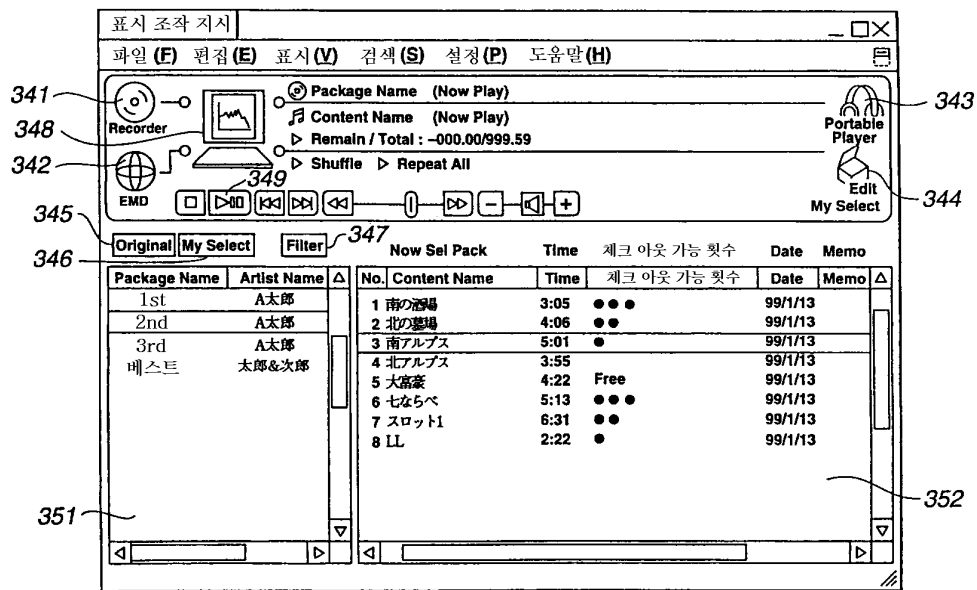 표시 조작 지시
파일 (F) 편집 (E) 표시 (V) 검색 (S) 설정 (P) 도움말 (H)
341
348
342
349
345
346
347
343
344
351
352
Recorder
EMD
Package Name (Now Play)
Content Name (Now Play)
Remain / Total : –000.00/999.59
Shuffle Repeat All
Portable
Player
Edit
My Select
Original My Select Filter
Now Sel Pack Time 체크 아웃 가능 횟수 Date Memo
Package Name Artist Name
1st A太郎
2nd A太郎
3rd A太郎
ベスト 太郎&次郎
No. Content Name Time 체크 아웃 가능 횟수 Date Memo
1 南の酒場 3:05 ●●● 99/1/13
2 北の墓場 4:06 ●● 99/1/13
3 南アルプス 5:01 ● 99/1/13
4 北アルプス 3:55 99/1/13
5 大富豪 4:22 Free 99/1/13
6 七ならべ 5:13 ●●● 99/1/13
7 スロット1 6:31 ●● 99/1/13
8 LL 2:22 ● 99/1/13